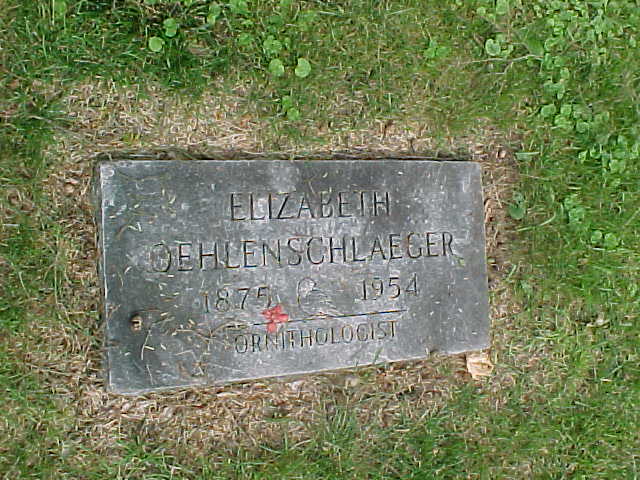 ELIZABETH
OEHLENSCHLAEGER
1875 1954
ORNITHOLOGIST